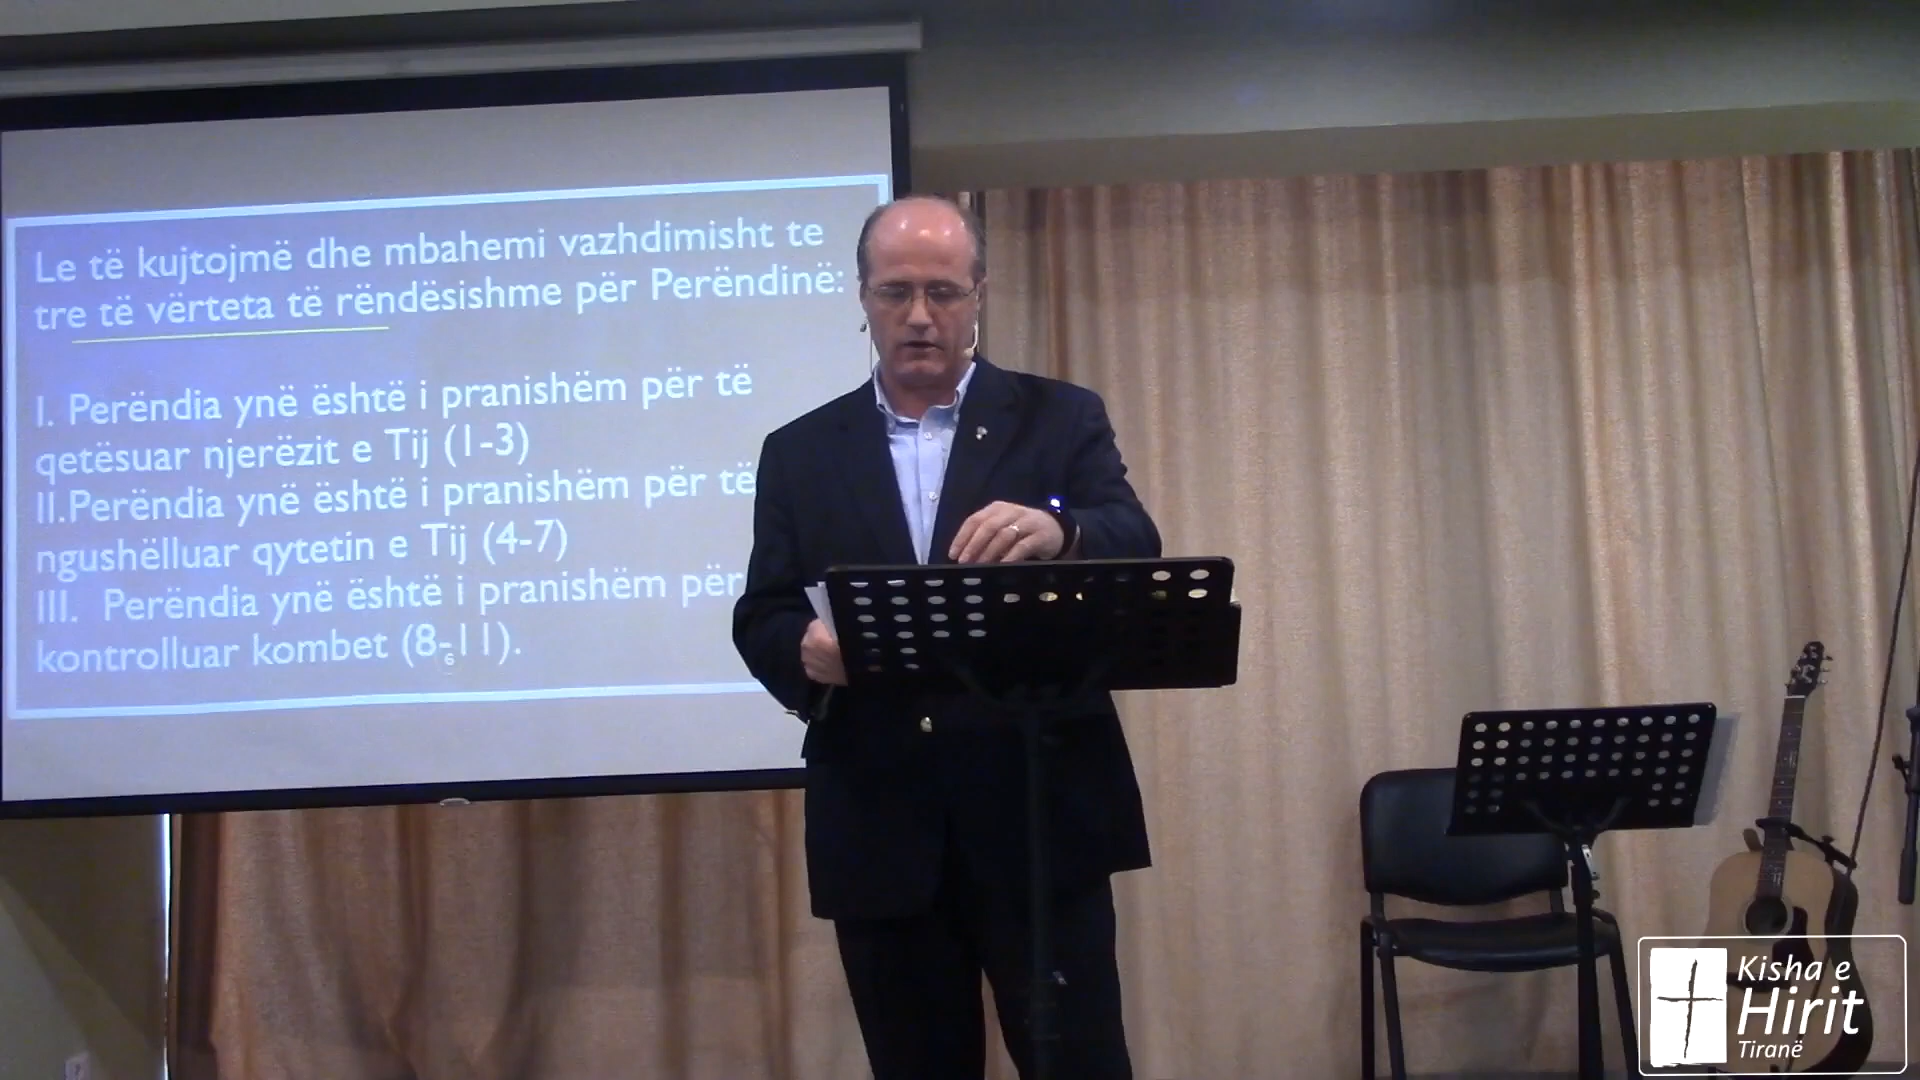 Le të kujtojmë dhe mbahemi vazhdimisht te
tre të vërteta të rëndësishme për Perëndinë:
I. Perëndia ynë është i pranishëm për të
qetësuar njerëzit e Tij (1-3)
II.Perëndia ynë është i pranishëm për të
ngushëlluar qytetin e Tij (4-7)
III. Perëndia ynë është i pranishëm për
kontrolluar kombet (8-11).
6
Kisha e
Hirit
Tiranë